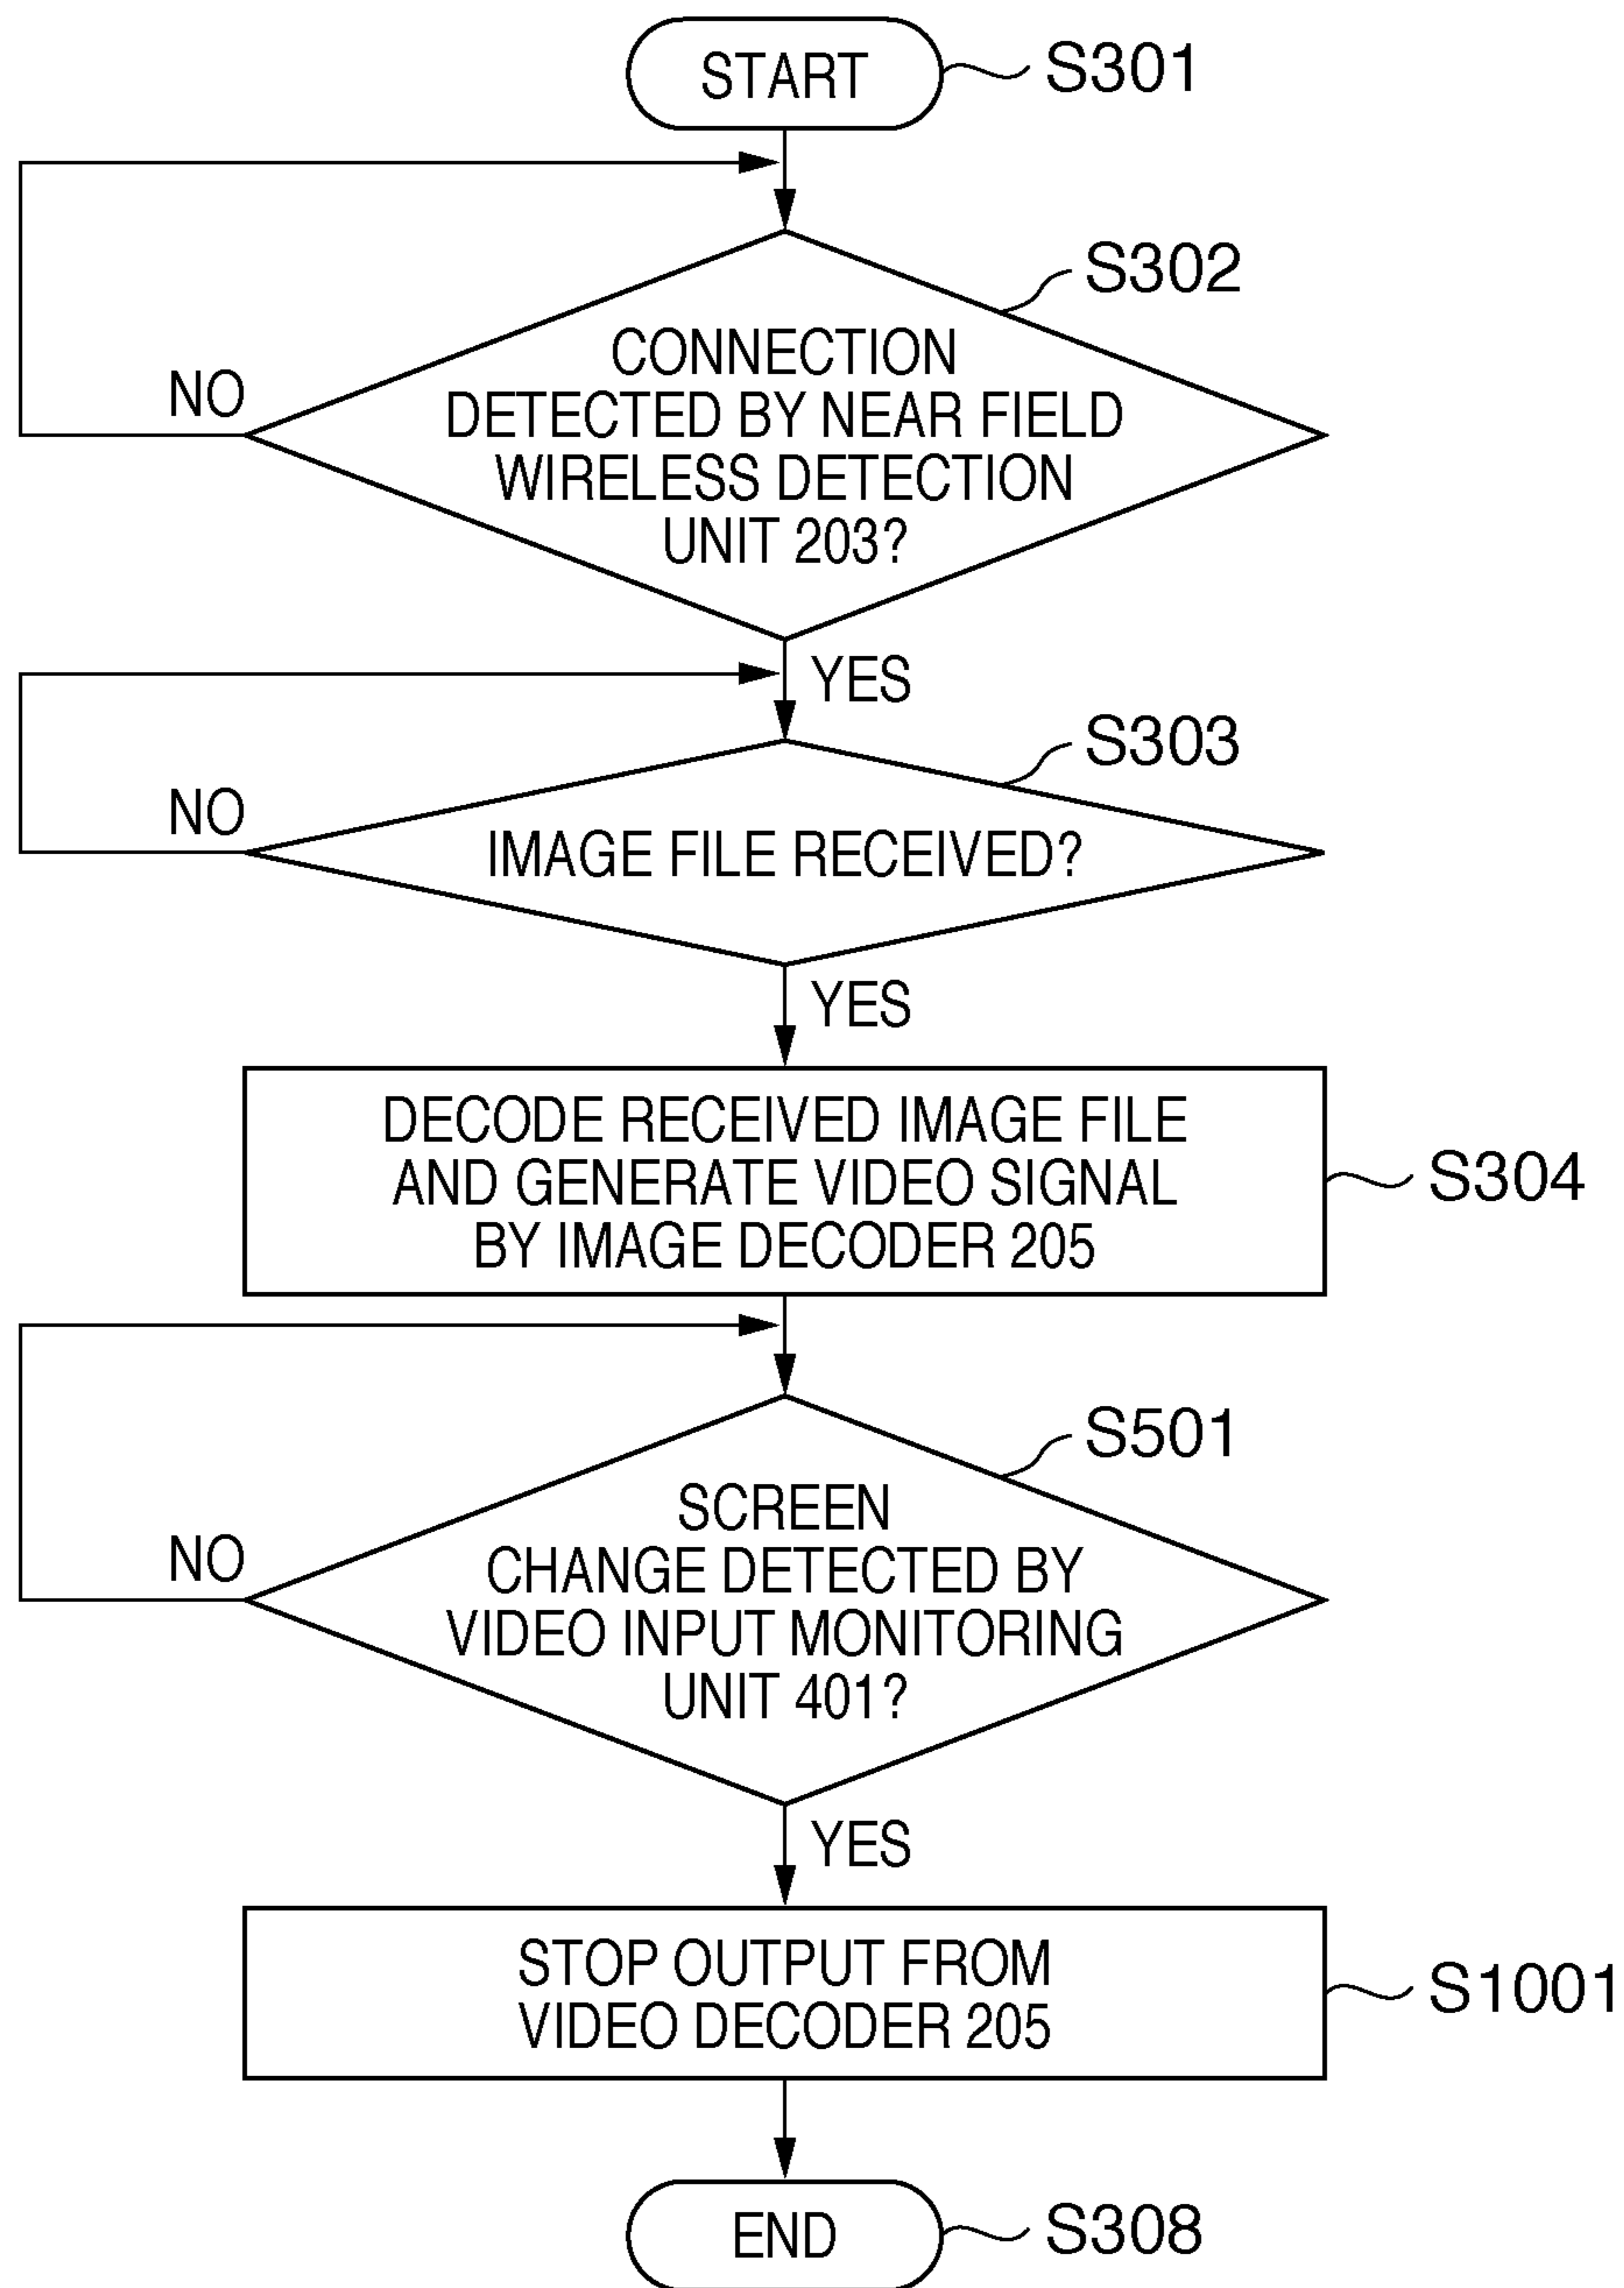 START
S301
S302
CONNECTION
DETECTED BY NEAR FIELD
WIRELESS DETECTION
UNIT 203?
NO
YES
S303
NO
IMAGE FILE RECEIVED?
YES
DECODE RECEIVED IMAGE FILE
AND GENERATE VIDEO SIGNAL
BY IMAGE DECODER 205
S304
S501
SCREEN
CHANGE DETECTED BY
VIDEO INPUT MONITORING
UNIT 401?
NO
YES
STOP OUTPUT FROM
VIDEO DECODER 205
S1001
END
S308